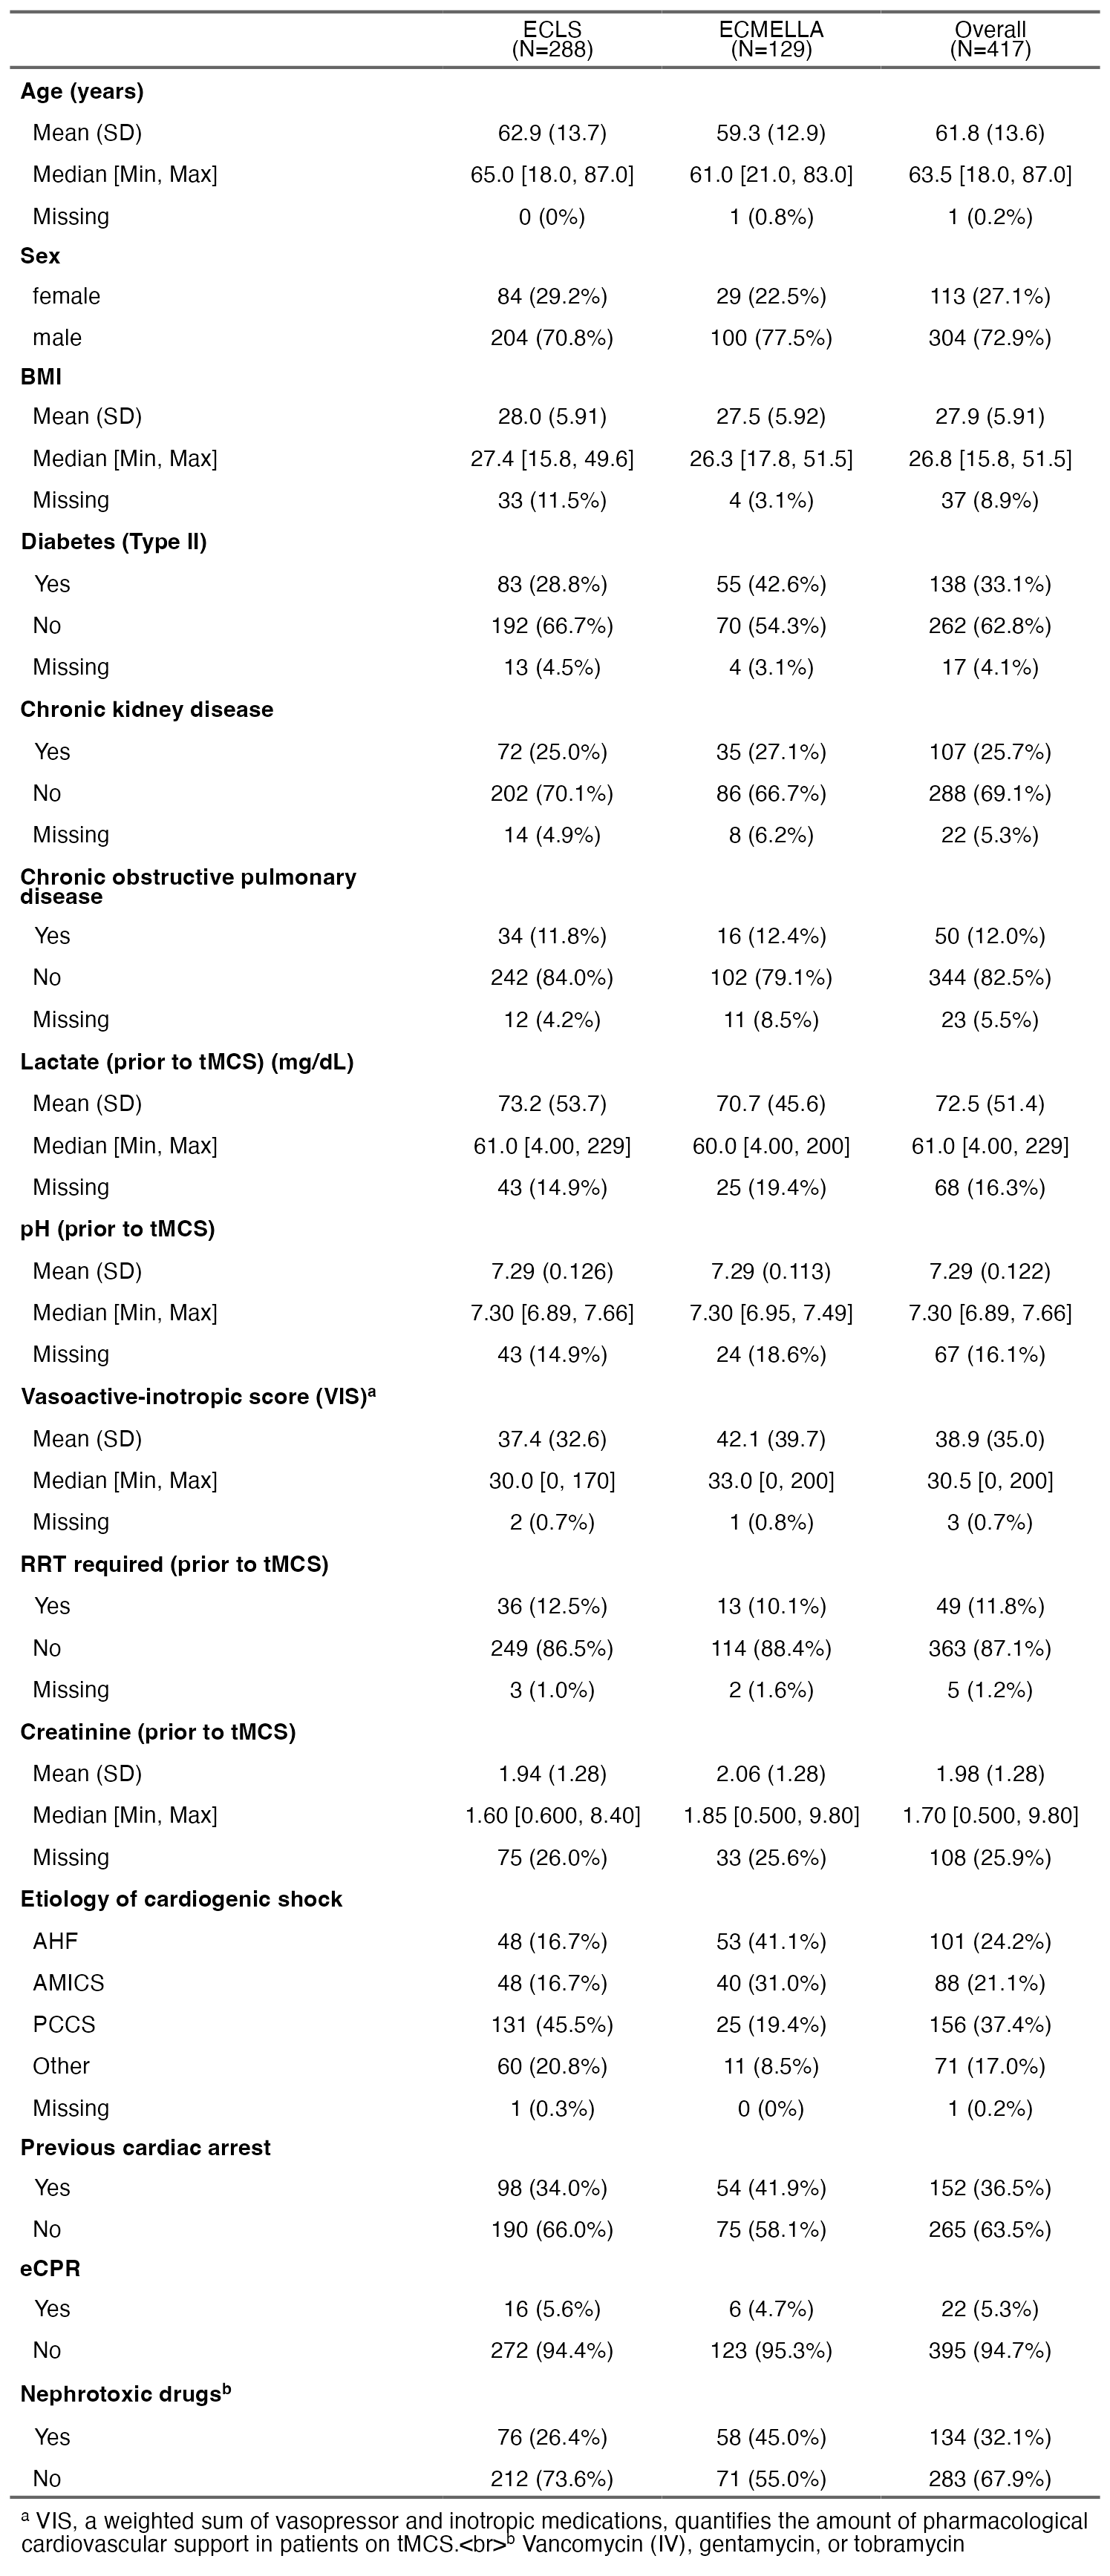 ECLS ECMELLA Overall
(N=288) (N=129) (N=417)
Age (years)
Mean (SD) 62.9 (13.7) 59.3 (12.9) 61.8 (13.6)
Median [Min, Max] 65.0 [18.0, 87.0] 61.0 [21.0, 83.0] 63.5 [18.0, 87.0]
Missing 0 (0%) 1 (0.8%) 1 (0.2%)
Sex
female 84 (29.2%) 29 (22.5%) 113 (27.1%)
male 204 (70.8%) 100 (77.5%) 304 (72.9%)
BMI
Mean (SD) 28.0 (5.91) 27.5 (5.92) 27.9 (5.91)
Median [Min, Max] 27.4 [15.8, 49.6] 26.3 [17.8, 51.5] 26.8 [15.8, 51.5]
Missing 33 (11.5%) 4 (3.1%) 37 (8.9%)
Diabetes (Type II)
Yes 83 (28.8%) 55 (42.6%) 138 (33.1%)
No 192 (66.7%) 70 (54.3%) 262 (62.8%)
Missing 13 (4.5%) 4 (3.1%) 17 (4.1%)
Chronic kidney disease
Yes 72 (25.0%) 35 (27.1%) 107 (25.7%)
No 202 (70.1%) 86 (66.7%) 288 (69.1%)
Missing 14 (4.9%) 8 (6.2%) 22 (5.3%)
Chronic obstructive pulmonary
disease
Yes 34 (11.8%) 16 (12.4%) 50 (12.0%)
No 242 (84.0%) 102 (79.1%) 344 (82.5%)
Missing 12 (4.2%) 11 (8.5%) 23 (5.5%)
Lactate (prior to tMCS) (mg/dL)
Mean (SD) 73.2 (53.7) 70.7 (45.6) 72.5 (51.4)
Median [Min, Max] 61.0 [4.00, 229] 60.0 [4.00, 200] 61.0 [4.00, 229]
Missing 43 (14.9%) 25 (19.4%) 68 (16.3%)
pH (prior to tMCS)
Mean (SD) 7.29 (0.126) 7.29 (0.113) 7.29 (0.122)
Median [Min, Max] 7.30 [6.89, 7.66] 7.30 [6.95, 7.49] 7.30 [6.89, 7.66]
Missing 43 (14.9%) 24 (18.6%) 67 (16.1%)
Vasoactive-inotropic score (VIS)ᵃ
Mean (SD) 37.4 (32.6) 42.1 (39.7) 38.9 (35.0)
Median [Min, Max] 30.0 [0, 170] 33.0 [0, 200] 30.5 [0, 200]
Missing 2 (0.7%) 1 (0.8%) 3 (0.7%)
RRT required (prior to tMCS)
Yes 36 (12.5%) 13 (10.1%) 49 (11.8%)
No 249 (86.5%) 114 (88.4%) 363 (87.1%)
Missing 3 (1.0%) 2 (1.6%) 5 (1.2%)
Creatinine (prior to tMCS)
Mean (SD) 1.94 (1.28) 2.06 (1.28) 1.98 (1.28)
Median [Min, Max] 1.60 [0.600, 8.40] 1.85 [0.500, 9.80] 1.70 [0.500, 9.80]
Missing 75 (26.0%) 33 (25.6%) 108 (25.9%)
Etiology of cardiogenic shock
AHF 48 (16.7%) 53 (41.1%) 101 (24.2%)
AMICS 48 (16.7%) 40 (31.0%) 88 (21.1%)
PCCS 131 (45.5%) 25 (19.4%) 156 (37.4%)
Other 60 (20.8%) 11 (8.5%) 71 (17.0%)
Missing 1 (0.3%) 0 (0%) 1 (0.2%)
Previous cardiac arrest
Yes 98 (34.0%) 54 (41.9%) 152 (36.5%)
No 190 (66.0%) 75 (58.1%) 265 (63.5%)
eCPR
Yes 16 (5.6%) 6 (4.7%) 22 (5.3%)
No 272 (94.4%) 123 (95.3%) 395 (94.7%)
Nephrotoxic drugsᵇ
Yes 76 (26.4%) 58 (45.0%) 134 (32.1%)
No 212 (73.6%) 71 (55.0%) 283 (67.9%)
ᵃ VIS, a weighted sum of vasopressor and inotropic medications, quantifies the amount of pharmacological
cardiovascular support in patients on tMCS.<br>ᵇ Vancomycin (IV), gentamycin, or tobramycin